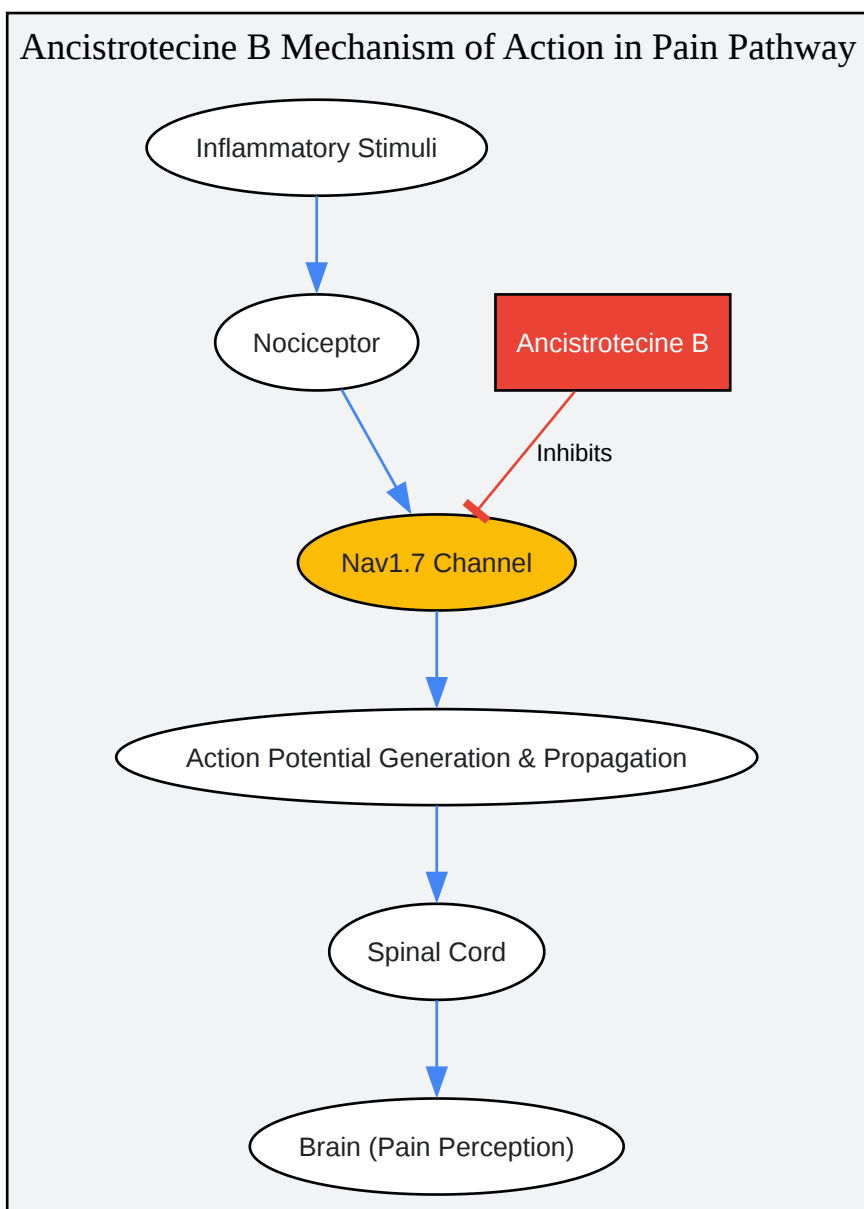 Ancistrotecine B Mechanism of Action in Pain Pathway
Inflammatory Stimuli
Nociceptor
Ancistrotecine B
Inhibits
Nav1.7 Channel
Action Potential Generation & Propagation
Spinal Cord
Brain (Pain Perception)